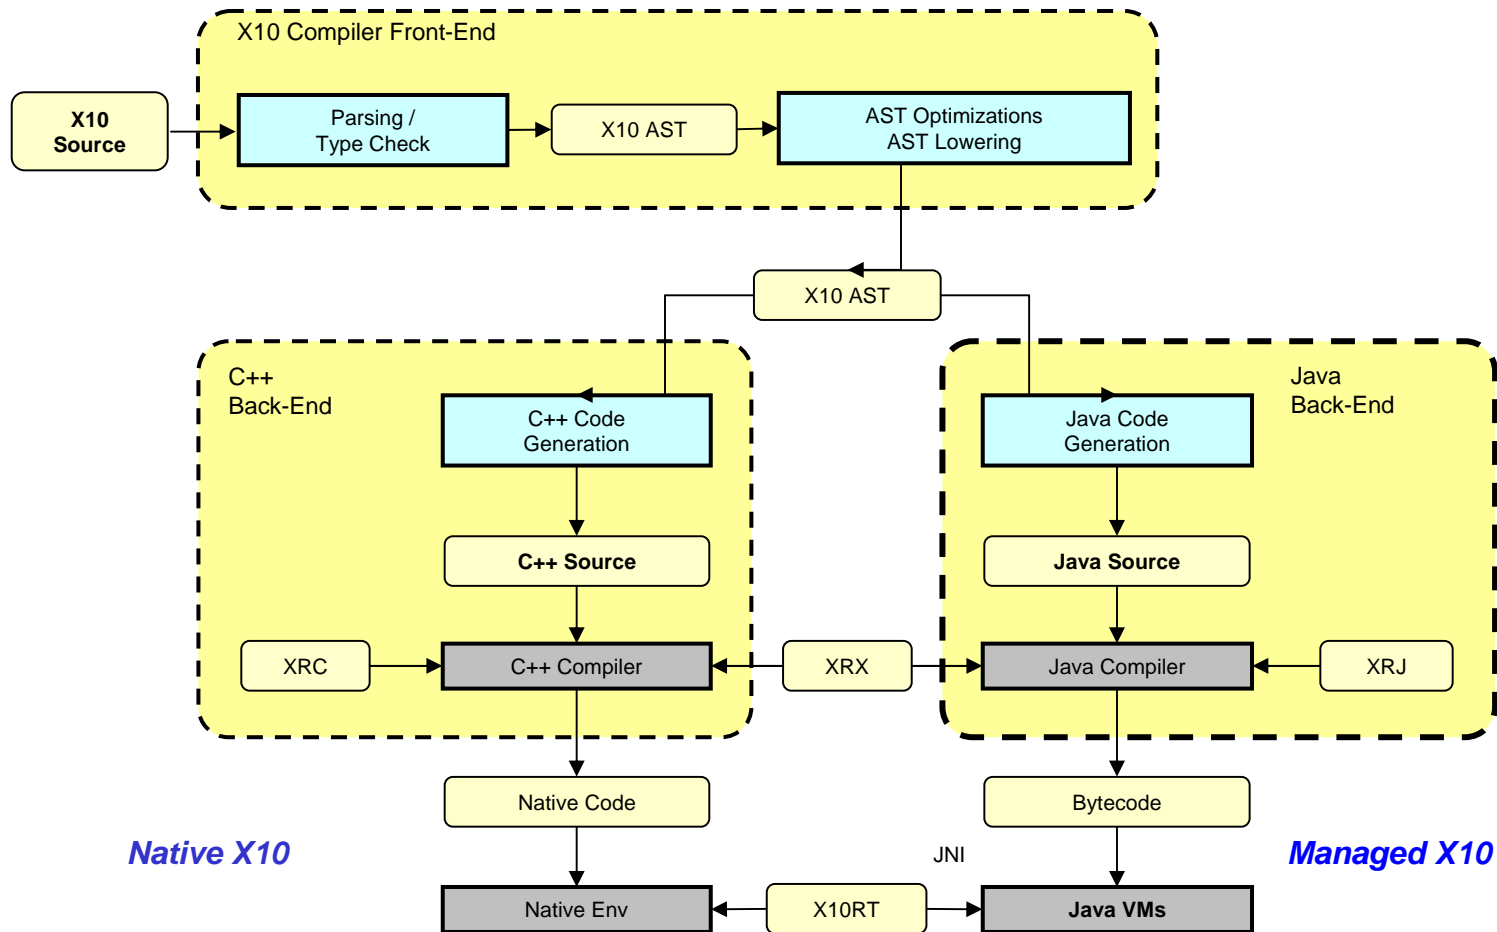 X10 Compiler Front-End
X10
Source
Parsing /
Type Check
X10 AST
AST Optimizations
AST Lowering
X10 AST
C++
Back-End
Java
Back-End
C++ Code
Generation
Java Code
Generation
C++ Source
Java Source
XRC
C++ Compiler
XRX
Java Compiler
XRJ
Native Code
Bytecode
Native X10
JNI
Managed X10
Native Env
X10RT
Java VMs